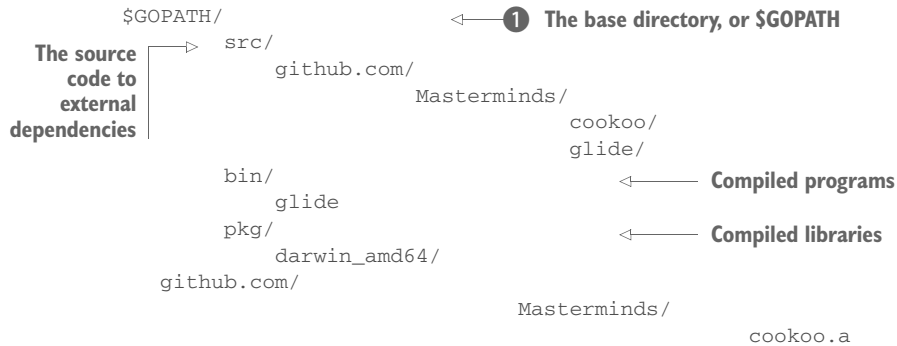 $GOPATH/ 1 The base directory, or $GOPATH
The source code to external dependencies
src/
github.com/
Masterminds/
cookoo/
glide/
bin/ Compiled programs
glide
pkg/ Compiled libraries
darwin_amd64/
github.com/
Masterminds/
cookoo.a